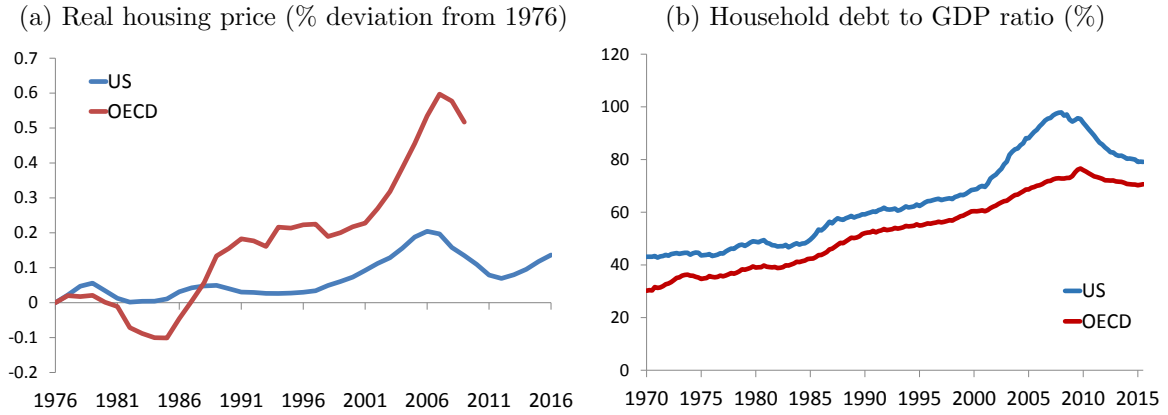 (a) Real housing price (% deviation from 1976)
0.7
0.6
0.5
0.4
0.3
0.2
0.1
0
-0.1
-0.2
US
OECD
1976 1981 1986 1991 1996 2001 2006 2011 2016
(b) Household debt to GDP ratio (%)
120
100
80
60
40
20
0
US
OECD
1970 1975 1980 1985 1990 1995 2000 2005 2010 2015